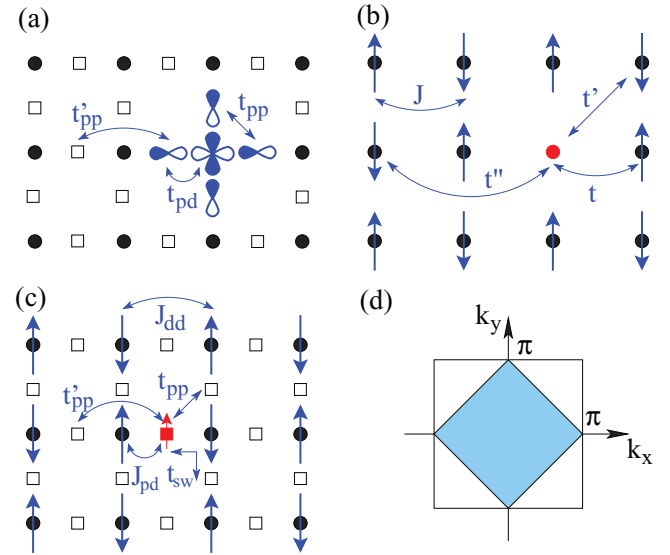 (a)
t'pp
tpp
tpd
(b)
J
t'
t''
t
(c)
Jdd
t'pp
tpp
Jpd
tsw
(d)
ky
π
π
kx